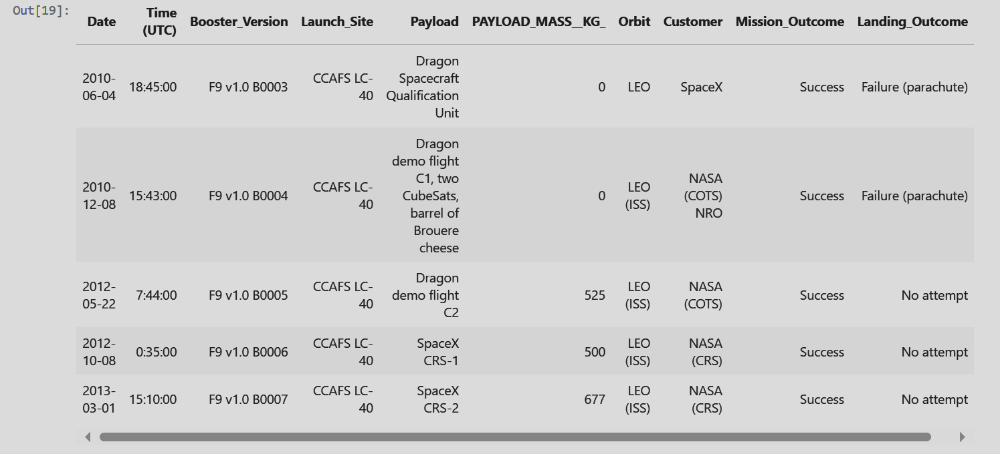 Out[19]:
Date Time (UTC) Booster_Version Launch_Site Payload PAYLOAD_MASS__KG_ Orbit Customer Mission_Outcome Landing_Outcome
2010-06-04 18:45:00 F9 v1.0 B0003 CCAFS LC-40 Dragon Spacecraft Qualification Unit 0 LEO SpaceX Success Failure (parachute)
2010-12-08 15:43:00 F9 v1.0 B0004 CCAFS LC-40 Dragon demo flight C1, two CubeSats, barrel of Brouere cheese 0 LEO (ISS) NASA (COTS) NRO Success Failure (parachute)
2012-05-22 7:44:00 F9 v1.0 B0005 CCAFS LC-40 Dragon demo flight C2 525 LEO (ISS) NASA (COTS) Success No attempt
2012-10-08 0:35:00 F9 v1.0 B0006 CCAFS LC-40 SpaceX CRS-1 500 LEO (ISS) NASA (CRS) Success No attempt
2013-03-01 15:10:00 F9 v1.0 B0007 CCAFS LC-40 SpaceX CRS-2 677 LEO (ISS) NASA (CRS) Success No attempt